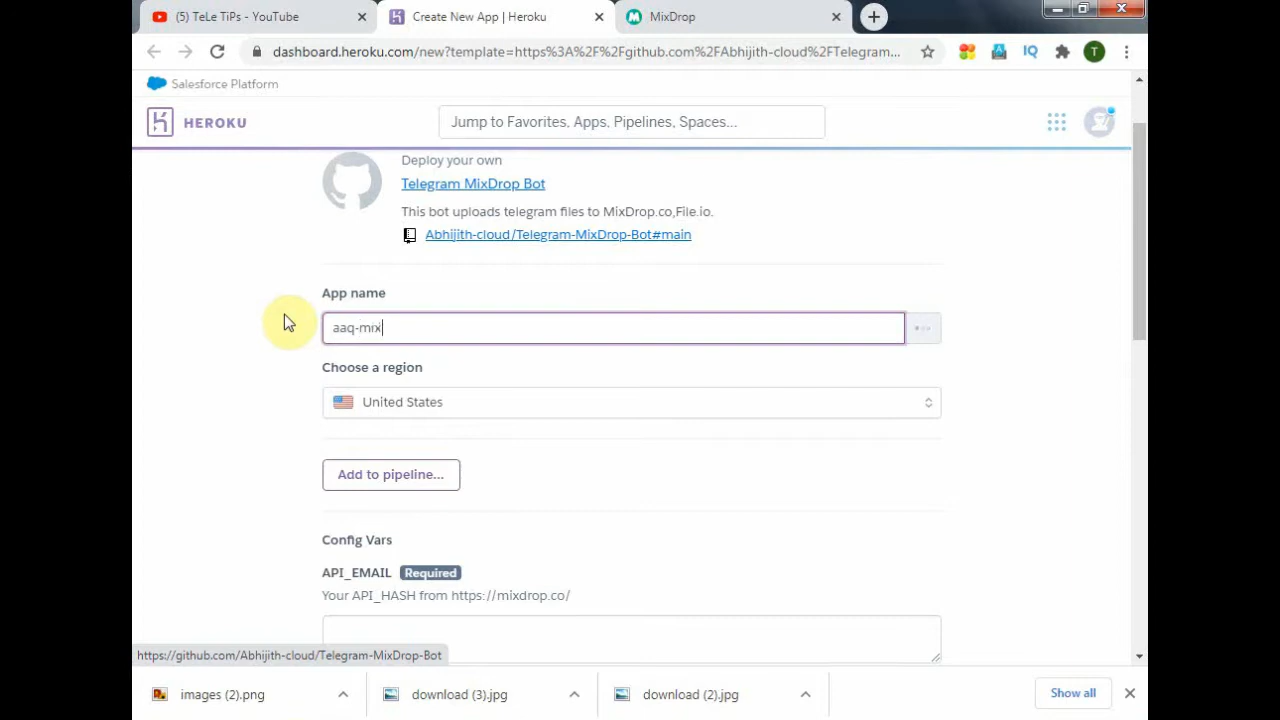 (5) TeLe TiPs - YouTube
Create New App | Heroku
MixDrop
dashboard.heroku.com/new?template=https%3A%2F%2Fgithub.com%2FAbhijith-cloud%2FTelegram...
IQ
T
Salesforce Platform
HEROKU
Jump to Favorites, Apps, Pipelines, Spaces...
Deploy your own
Telegram MixDrop Bot
This bot uploads telegram files to MixDrop.co,File.io.
Abhijith-cloud/Telegram-MixDrop-Bot#main
App name
aaq-mix
Choose a region
United States
Add to pipeline...
Config Vars
API_EMAIL Required
Your API_HASH from https://mixdrop.co/
https://github.com/Abhijith-cloud/Telegram-MixDrop-Bot
images (2).png
download (3).jpg
download (2).jpg
Show all